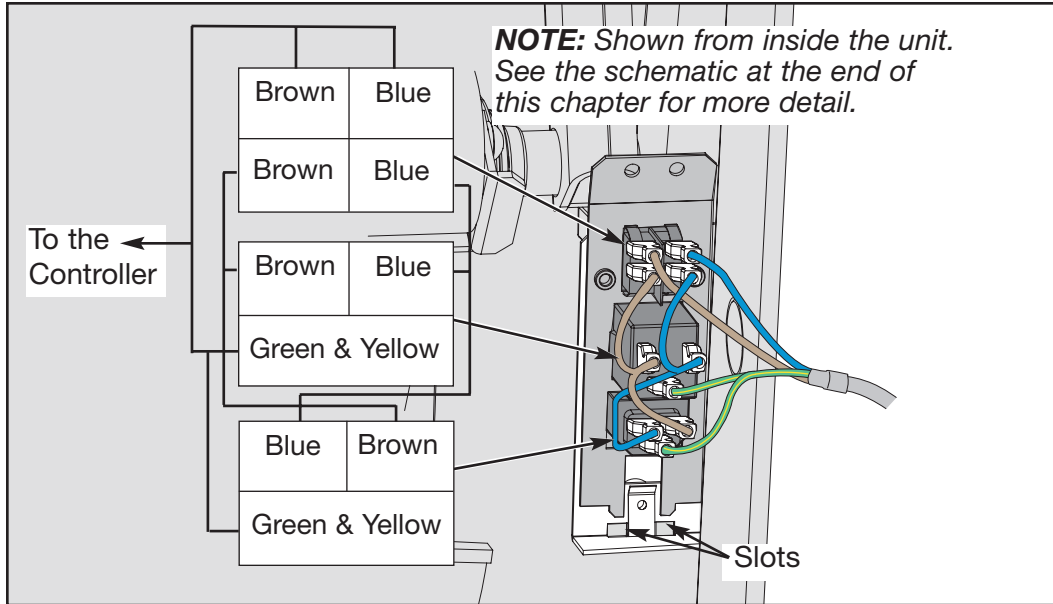 NOTE: Shown from inside the unit.
See the schematic at the end of
this chapter for more detail.
Brown Blue
Brown Blue
To the
Controller
Brown Blue
Green & Yellow
Blue Brown
Green & Yellow
Slots